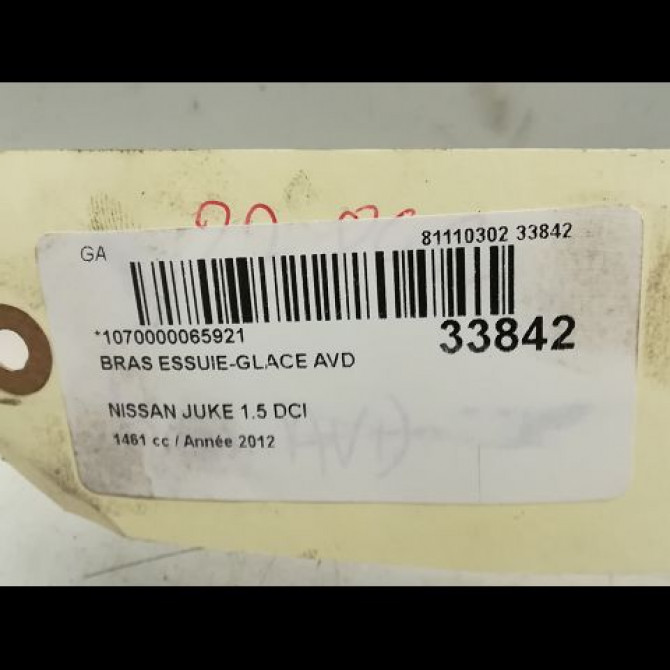 81110302 33842
GA
*1070000065921
33842
BRAS ESSUIE-GLACE AVD
NISSAN JUKE 1.5 DCI
1461 cc / Année 2012